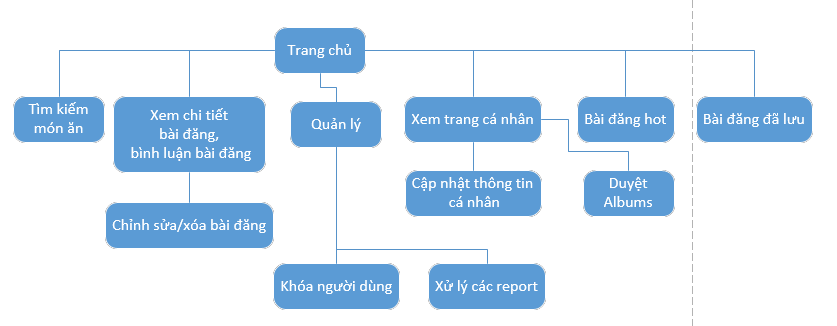 Trang chủ
Tìm kiếm
món ăn
Xem chi tiết
bài đăng,
bình luận bài đăng
Quản lý
Xem trang cá nhân
Bài đăng hot
Bài đăng đã lưu
Chỉnh sửa/xóa bài đăng
Cập nhật thông tin
cá nhân
Duyệt
Albums
Khóa người dùng
Xử lý các report